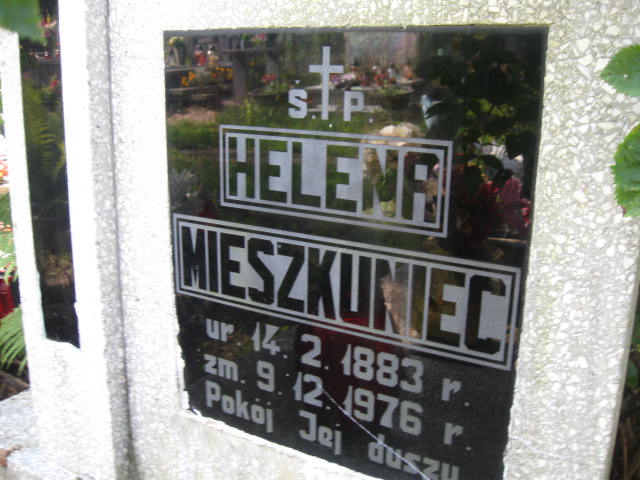 Ś.P.
HELENA
MIESZKUNIEC
ur. 14. 2. 1883 r.
zm. 9. 12. 1976 r.
Pokój Jej duszy